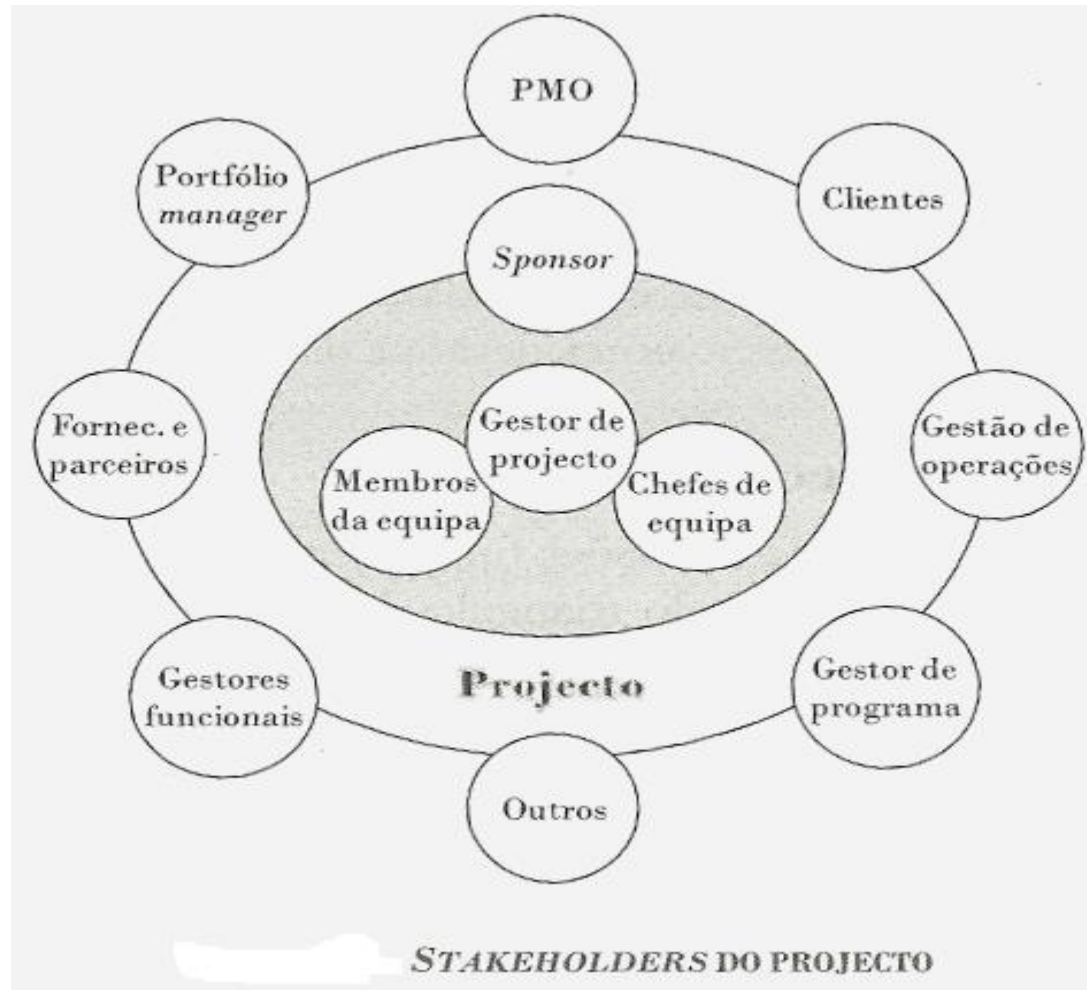 PMO
Portfólio
manager
Clientes
Sponsor
Fornec. e
parceiros
Gestor de
projecto
Membros
da equipa
Chefes de
equipa
Gestão de
operações
Gestores
funcionais
Projecto
Gestor de
programa
Outros
STAKEHOLDERS DO PROJECTO